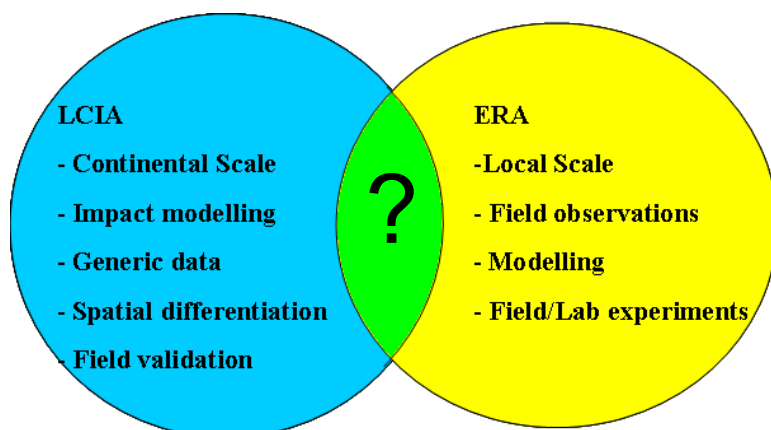 LCIA
- Continental Scale
- Impact modelling
- Generic data
- Spatial differentiation
- Field validation
?
ERA
-Local Scale
- Field observations
- Modelling
- Field/Lab experiments